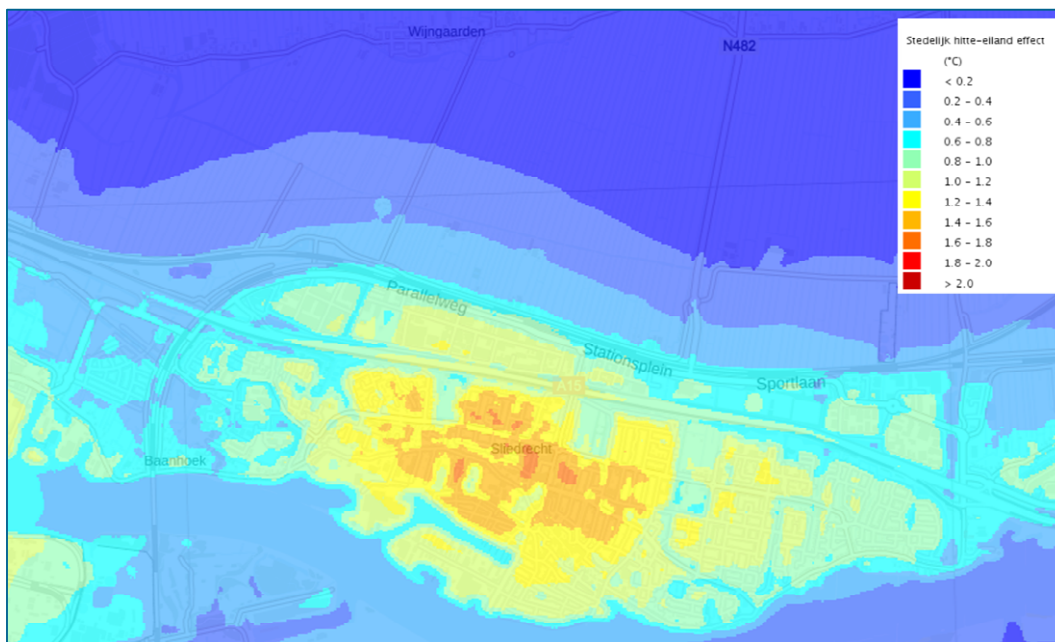 Wijngaarden
N482
Stedelijk hitte-eiland effect
(°C)
< 0.2
0.2 – 0.4
0.4 – 0.6
0.6 – 0.8
0.8 – 1.0
1.0 – 1.2
1.2 – 1.4
1.4 – 1.6
1.6 – 1.8
1.8 – 2.0
> 2.0
Parallelweg
Stationsplein
A15
Sportlaan
Sliedrecht
Baanhoek